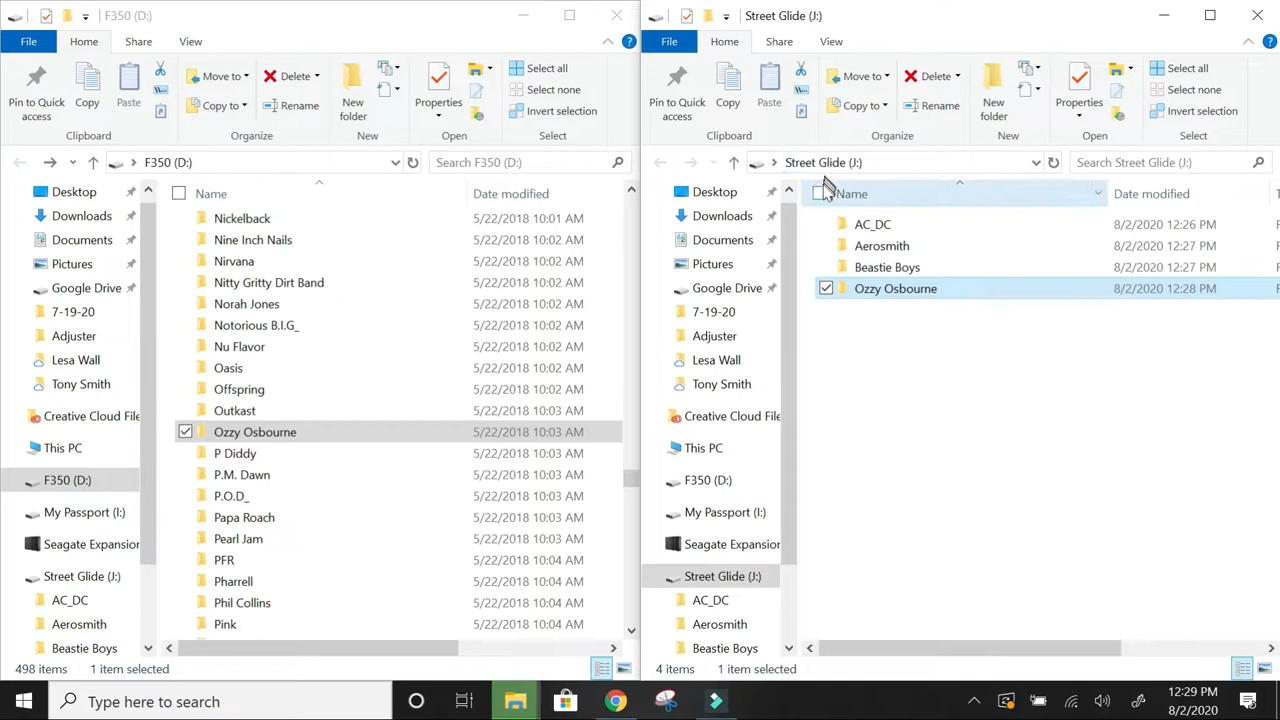 F350 (D:)
File Home Share View
Pin to Quick access
Copy
Paste
Move to
Copy to
Delete
Rename
New folder
Properties
Select all
Select none
Invert selection
Clipboard Organize New Open Select
F350 (D:)
Search F350 (D:)
Desktop
Downloads
Documents
Pictures
Google Drive
7-19-20
Adjuster
Lesa Wall
Tony Smith
Creative Cloud File
This PC
F350 (D:)
My Passport (I:)
Seagate Expansion
Street Glide (J:)
AC_DC
Aerosmith
Beastie Boys
Name Date modified
Nickelback 5/22/2018 10:01 AM
Nine Inch Nails 5/22/2018 10:02 AM
Nirvana 5/22/2018 10:02 AM
Nitty Gritty Dirt Band 5/22/2018 10:02 AM
Norah Jones 5/22/2018 10:02 AM
Notorious B.I.G_ 5/22/2018 10:02 AM
Nu Flavor 5/22/2018 10:02 AM
Oasis 5/22/2018 10:02 AM
Offspring 5/22/2018 10:02 AM
Outkast 5/22/2018 10:03 AM
Ozzy Osbourne 5/22/2018 10:03 AM
P Diddy 5/22/2018 10:03 AM
P.M. Dawn 5/22/2018 10:03 AM
P.O.D_ 5/22/2018 10:03 AM
Papa Roach 5/22/2018 10:03 AM
Pearl Jam 5/22/2018 10:03 AM
PFR 5/22/2018 10:04 AM
Pharrell 5/22/2018 10:04 AM
Phil Collins 5/22/2018 10:04 AM
Pink 5/22/2018 10:04 AM
498 items 1 item selected
Street Glide (J:)
File Home Share View
Pin to Quick access
Copy
Paste
Move to
Copy to
Delete
Rename
New folder
Properties
Select all
Select none
Invert selection
Clipboard Organize New Open Select
Street Glide (J:)
Search Street Glide (J:)
Desktop
Downloads
Documents
Pictures
Google Drive
7-19-20
Adjuster
Lesa Wall
Tony Smith
Creative Cloud File
This PC
F350 (D:)
My Passport (I:)
Seagate Expansion
Street Glide (J:)
AC_DC
Aerosmith
Beastie Boys
Name Date modified
AC_DC 8/2/2020 12:26 PM
Aerosmith 8/2/2020 12:27 PM
Beastie Boys 8/2/2020 12:27 PM
Ozzy Osbourne 8/2/2020 12:28 PM
4 items 1 item selected
Type here to search
12:29 PM
8/2/2020